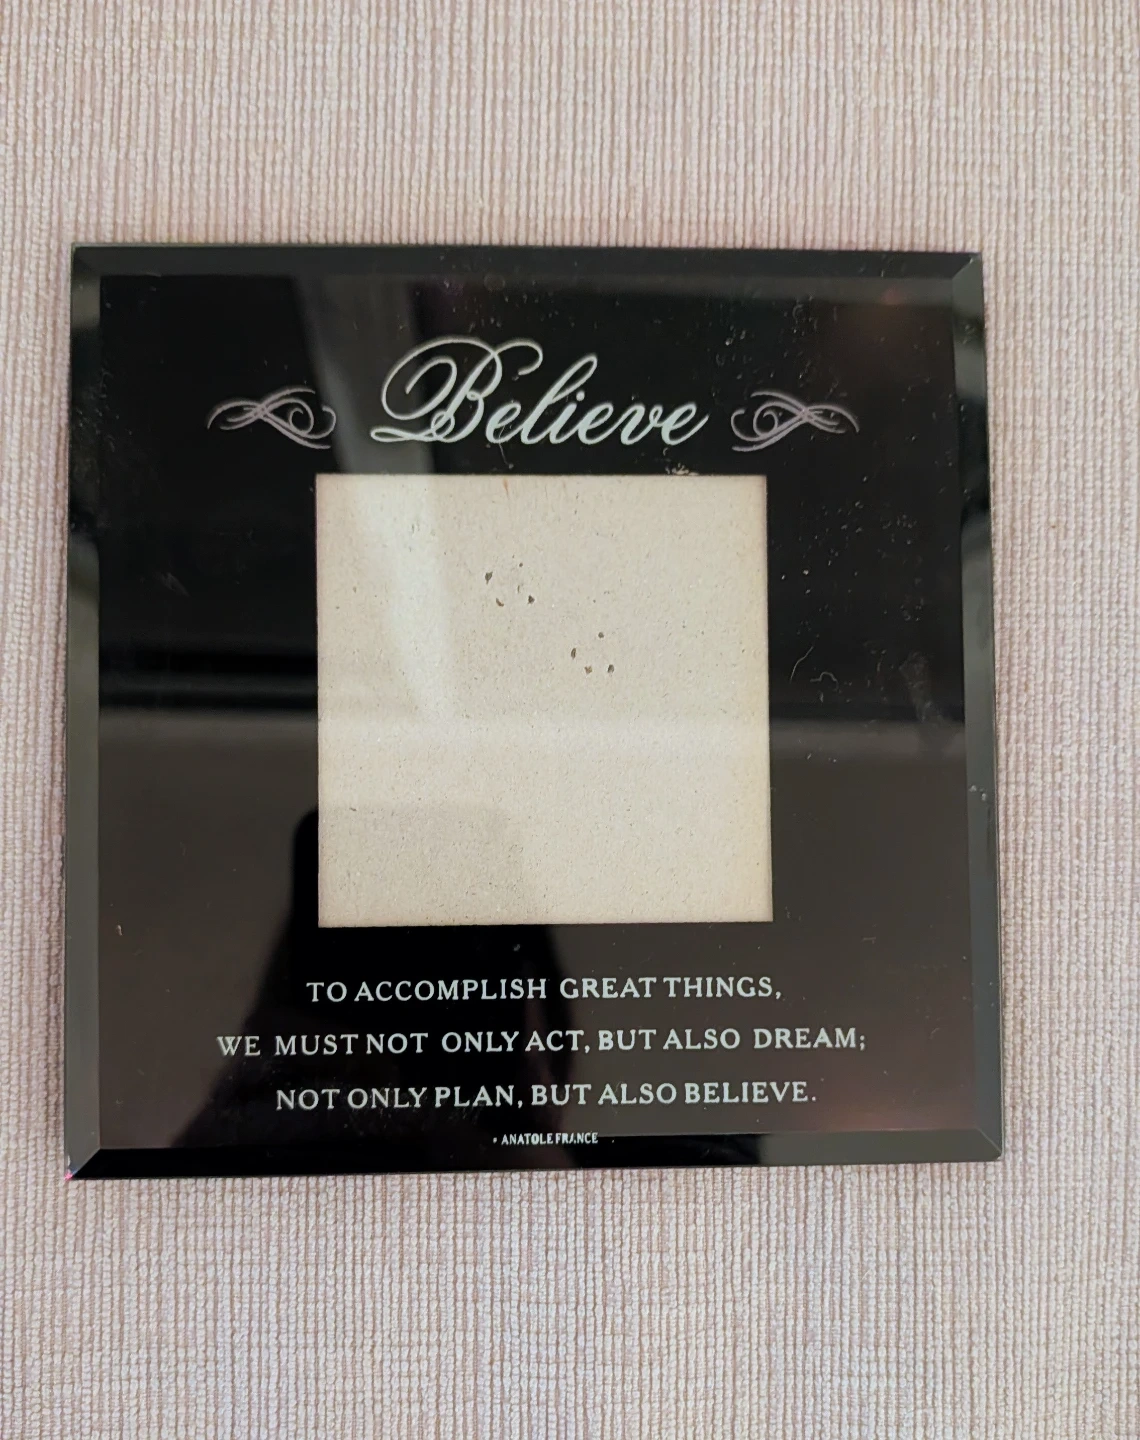 Believe
TO ACCOMPLISH GREAT THINGS,
WE MUST NOT ONLY ACT, BUT ALSO DREAM;
NOT ONLY PLAN, BUT ALSO BELIEVE.
• ANATOLE FRANCE